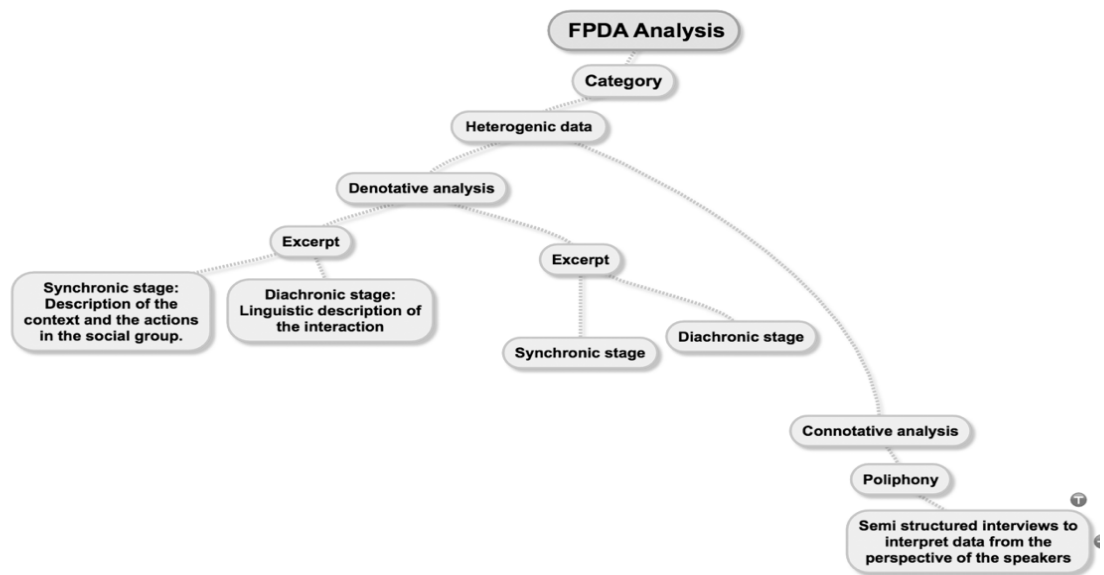 FPDA Analysis
Category
Heterogenic data
Denotative analysis
Excerpt
Excerpt
Synchronic stage:
Description of the
context and the actions
in the social group.
Diachronic stage:
Linguistic description of
the interaction
Synchronic stage
Diachronic stage
Connotative analysis
Poliphony
Semi structured interviews to
interpret data from the
perspective of the speakers
T